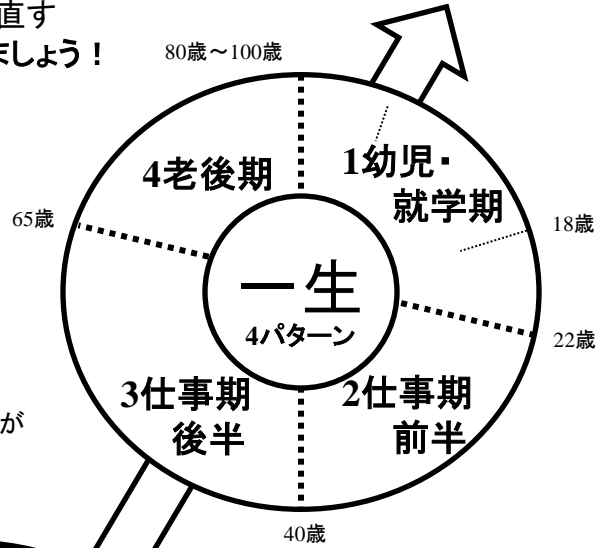 直す
ましょう！
80歳～100歳
1幼児・
就学期
4老後期
65歳
18歳
一生
4パターン
22歳
3仕事期
後半
2仕事期
前半
が
40歳